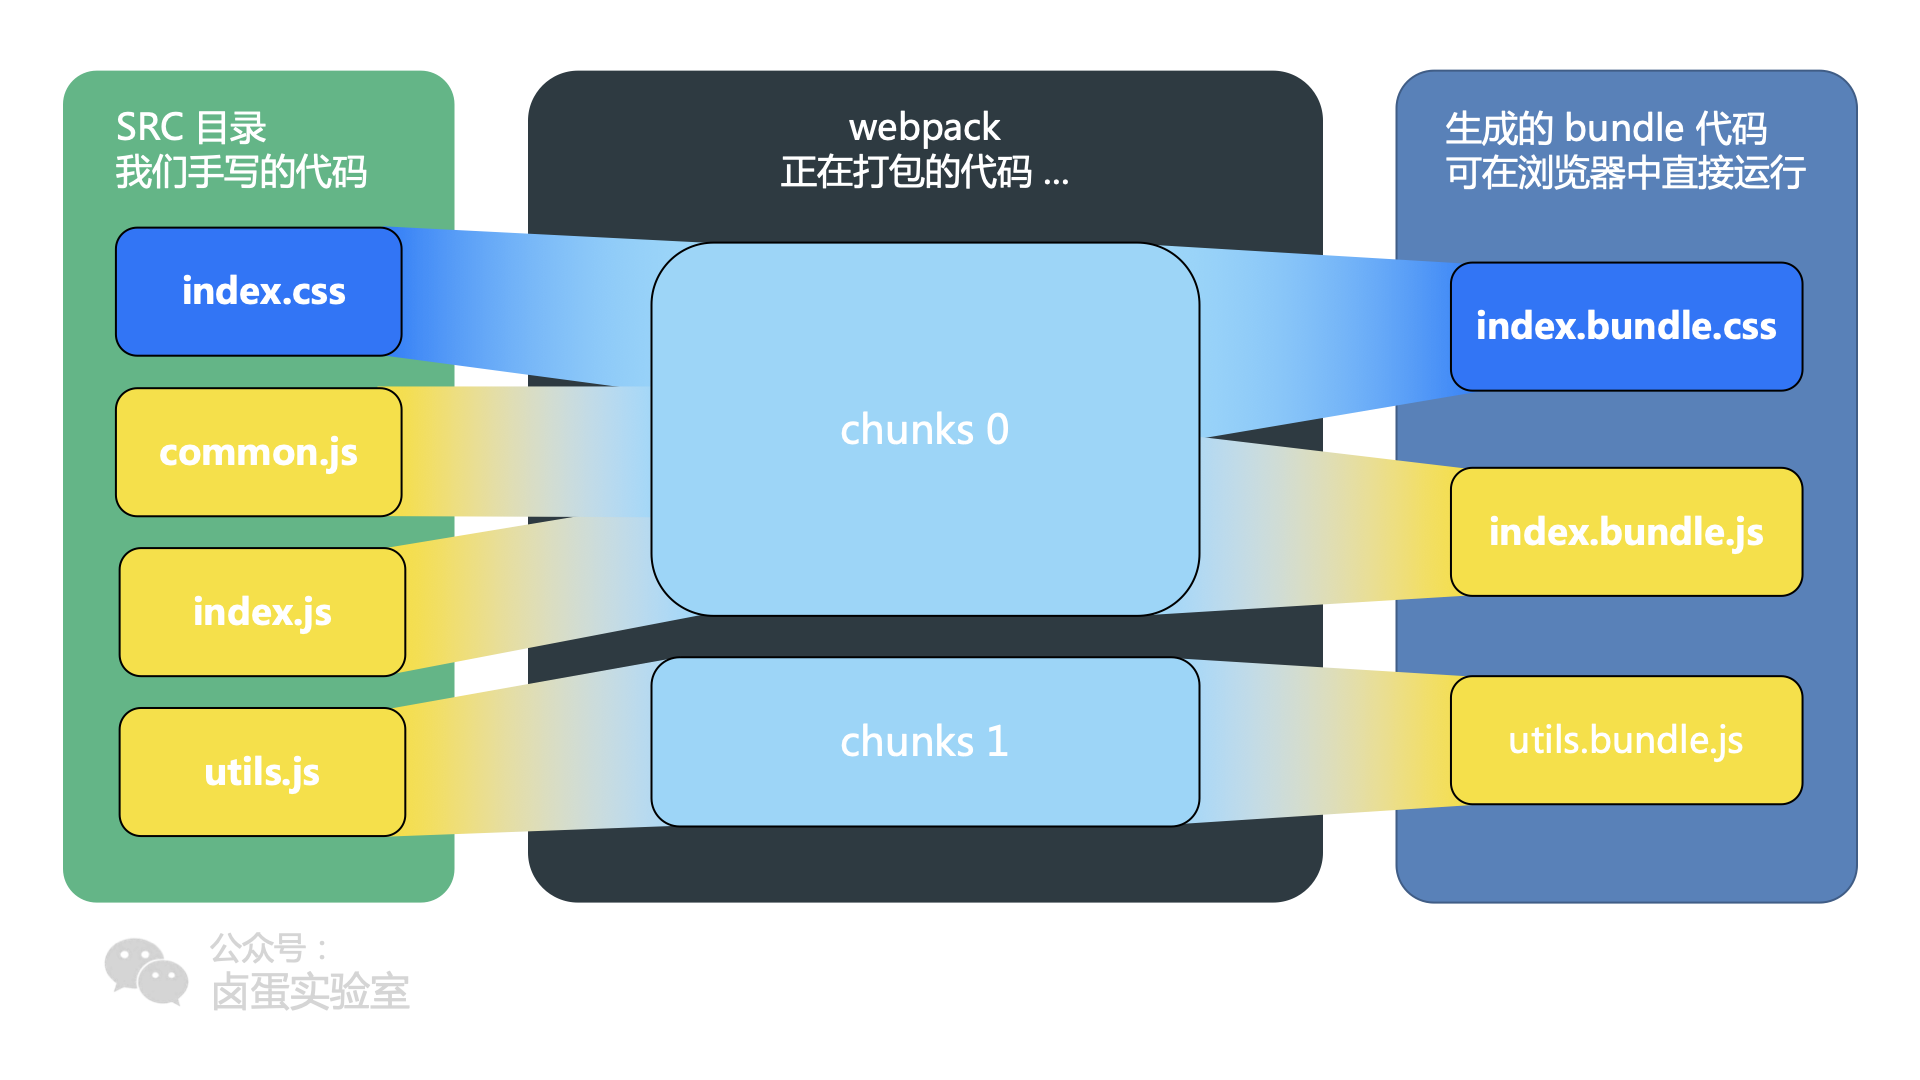 SRC 目录
我们手写的代码
index.css
common.js
index.js
utils.js
webpack
正在打包的代码 ...
chunks 0
chunks 1
生成的 bundle 代码
可在浏览器中直接运行
index.bundle.css
index.bundle.js
utils.bundle.js
公众号：
卤蛋实验室